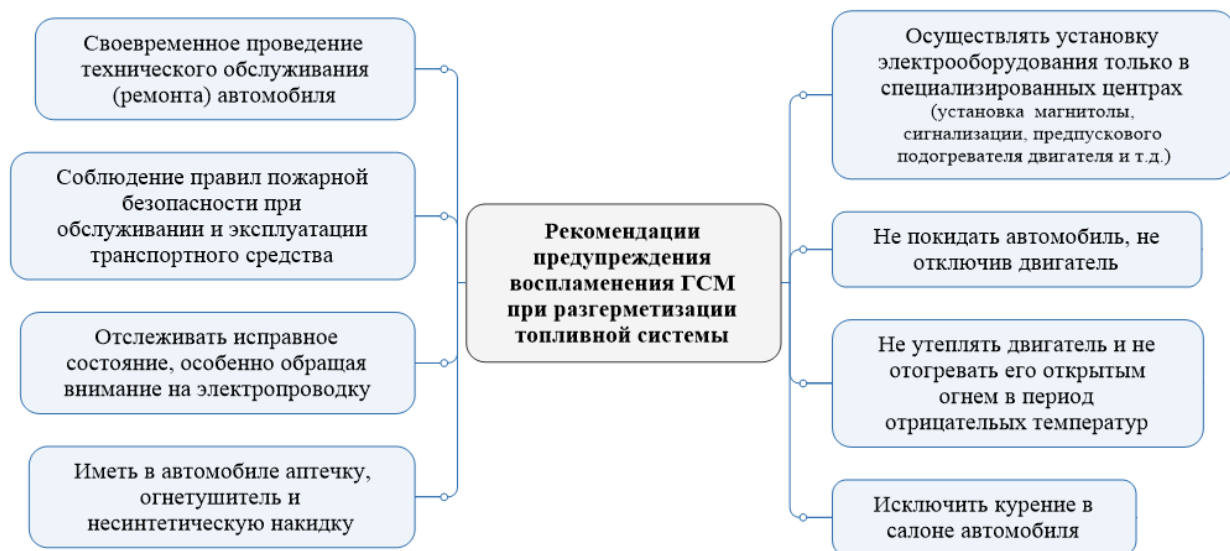 Своевременное проведение
технического обслуживания
(ремонта) автомобиля
Соблюдение правил пожарной
безопасности при
обслуживании и эксплуатации
транспортного средства
Отслеживать исправное
состояние, особенно обращая
внимание на электропроводку
Иметь в автомобиле аптечку,
огнетушитель и
несинтетическую накидку
Рекомендации
предупреждения
воспламенения ГСМ
при разгерметизации
топливной системы
Осуществлять установку
электрооборудования только в
специализированных центрах
(установка магнитолы,
сигнализации, предпускового
подогревателя двигателя и т.д.)
Не покидать автомобиль, не
отключив двигатель
Не утеплять двигатель и не
отогревать его открытым
огнем в период
отрицательых температур
Исключить курение в
салоне автомобиля